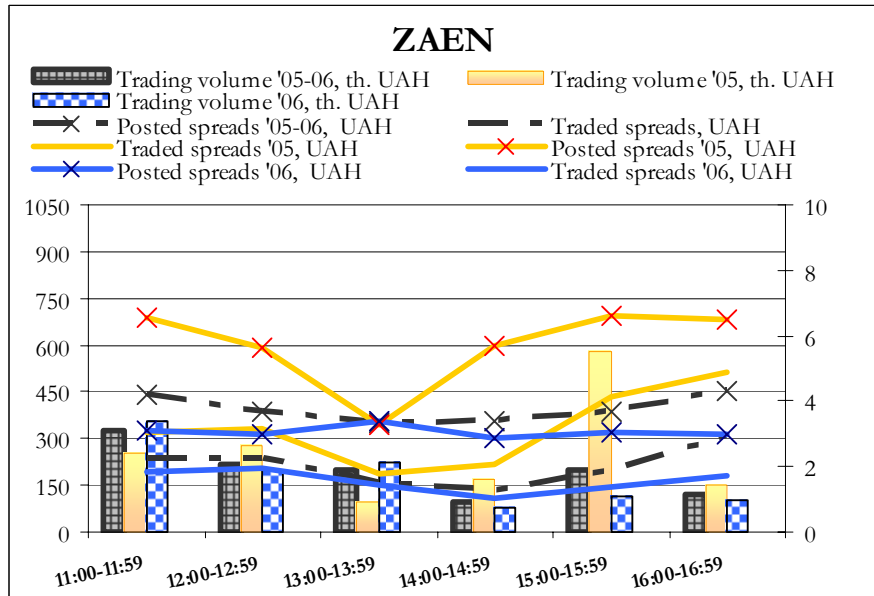 ZAEN
Trading volume '05-06, th. UAH
Trading volume '05, th. UAH
Trading volume '06, th. UAH
Posted spreads '05-06, UAH
Traded spreads, UAH
Traded spreads '05, UAH
Posted spreads '05, UAH
Posted spreads '06, UAH
Traded spreads '06, UAH
1050
900
750
600
450
300
150
0
10
8
6
4
2
0
11:00-11:59
12:00-12:59
13:00-13:59
14:00-14:59
15:00-15:59
16:00-16:59